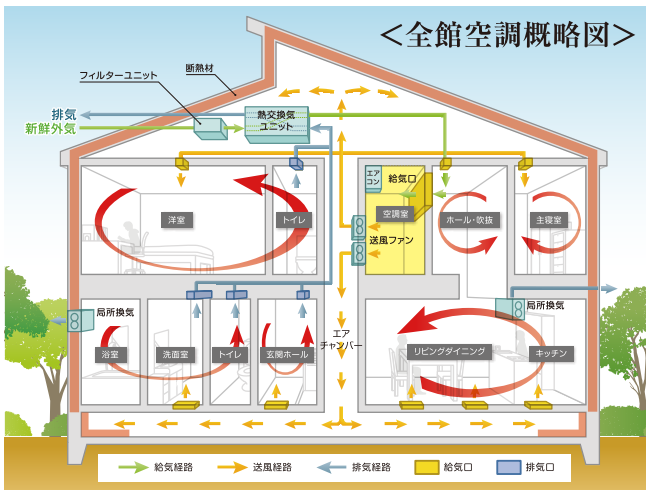 <全館空調概略図>
断熱材
フィルターユニット
排気
新鮮外気
熱交換気
ユニット
エア
コン
給気口
空調室
洋室
トイレ
ホール・吹抜
主寝室
送風ファン
局所換気
局所換気
エア
チャンバー
浴室
洗面室
トイレ
玄関ホール
リビングダイニング
キッチン
給気経路
送風経路
排気経路
給気口
排気口